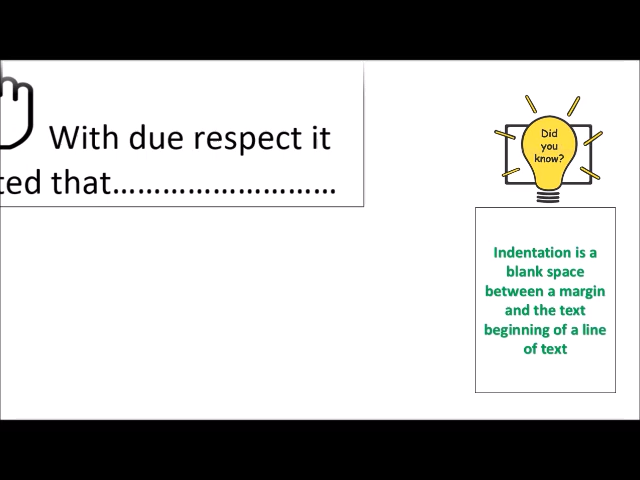 With due respect it
ted that…………………………
Did
you
know?
Indentation is a
blank space
between a margin
and the text
beginning of a line
of text